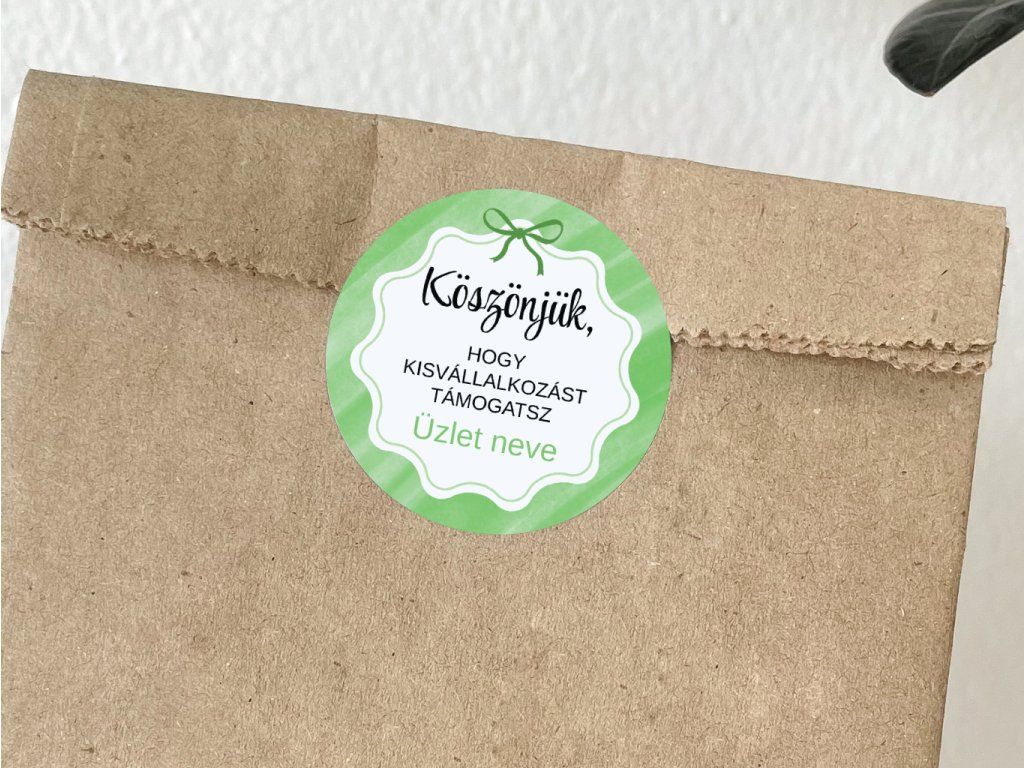 Köszönjük,
HOGY
KISVÁLLALKOZÁST
TÁMOGATSZ
Üzlet neve